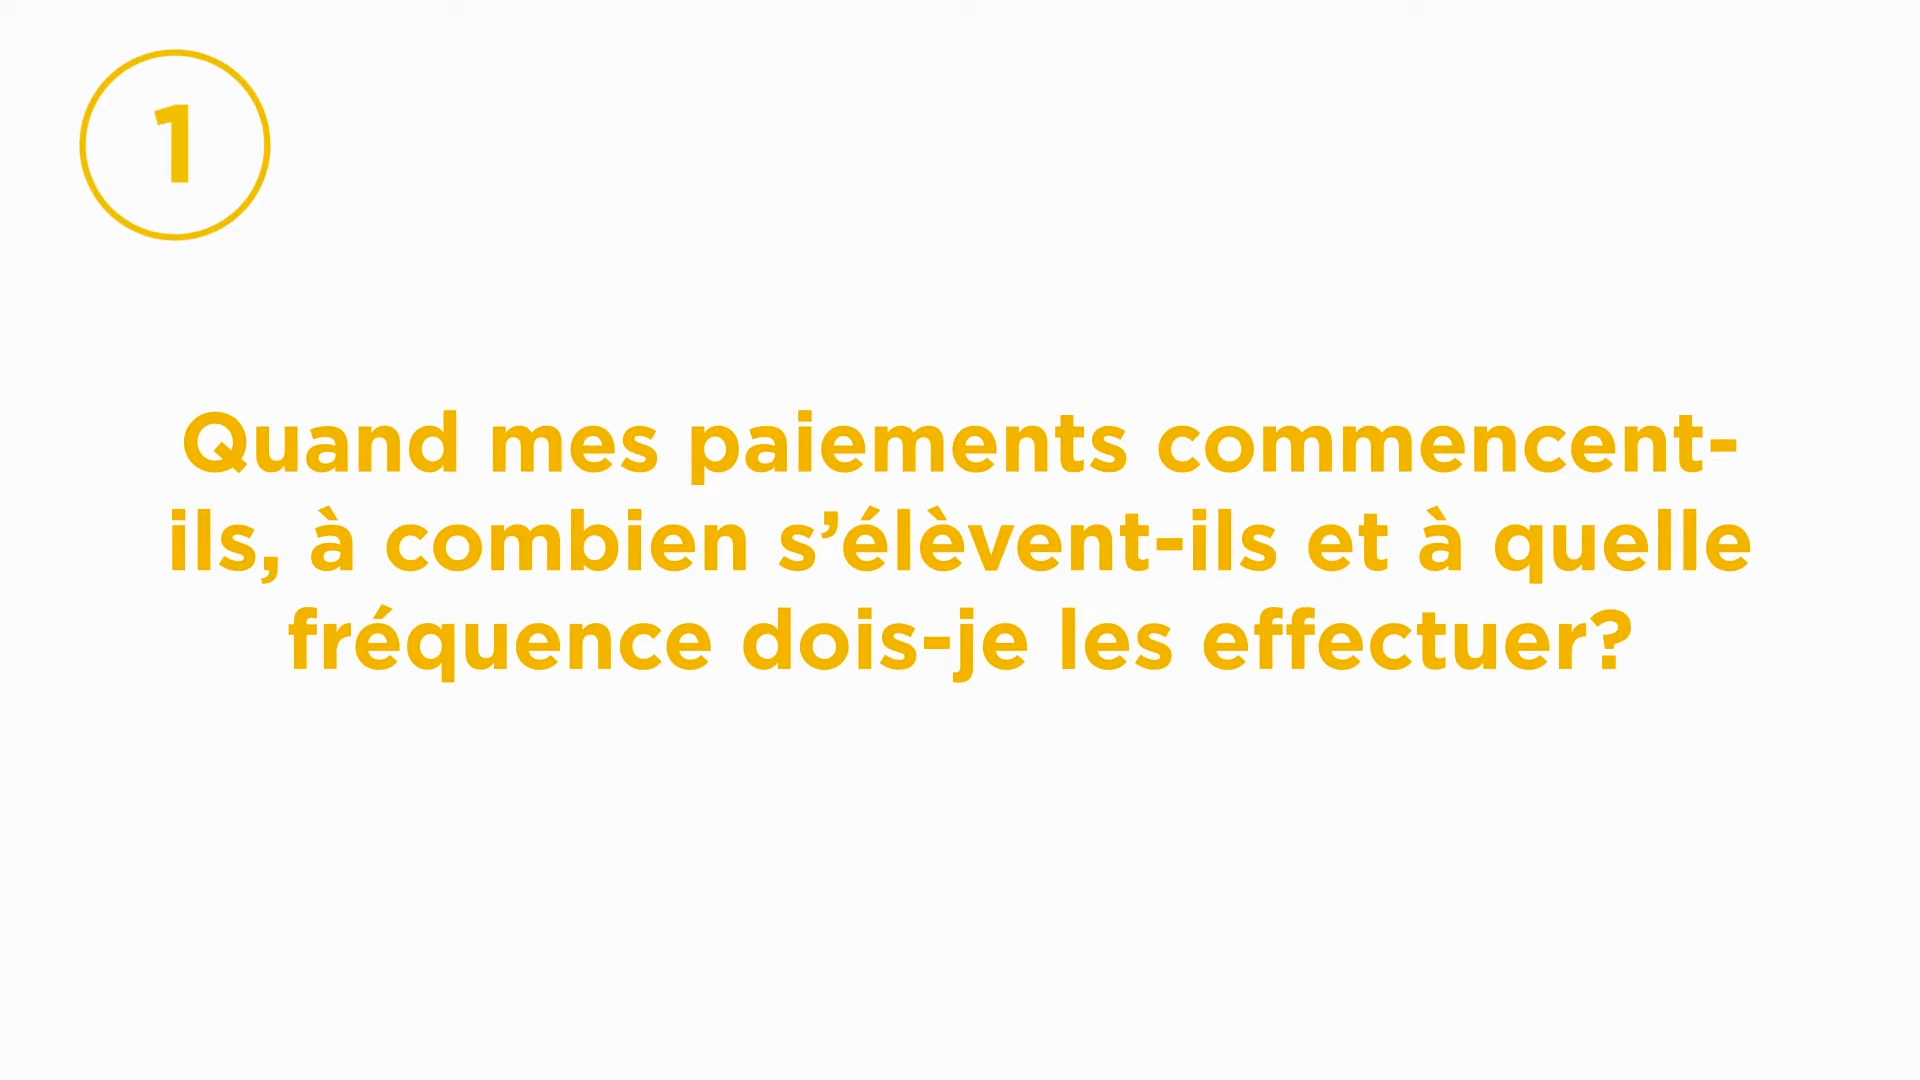 1
Quand mes paiements commencent-
ils, à combien s’élèvent-ils et à quelle
fréquence dois-je les effectuer?